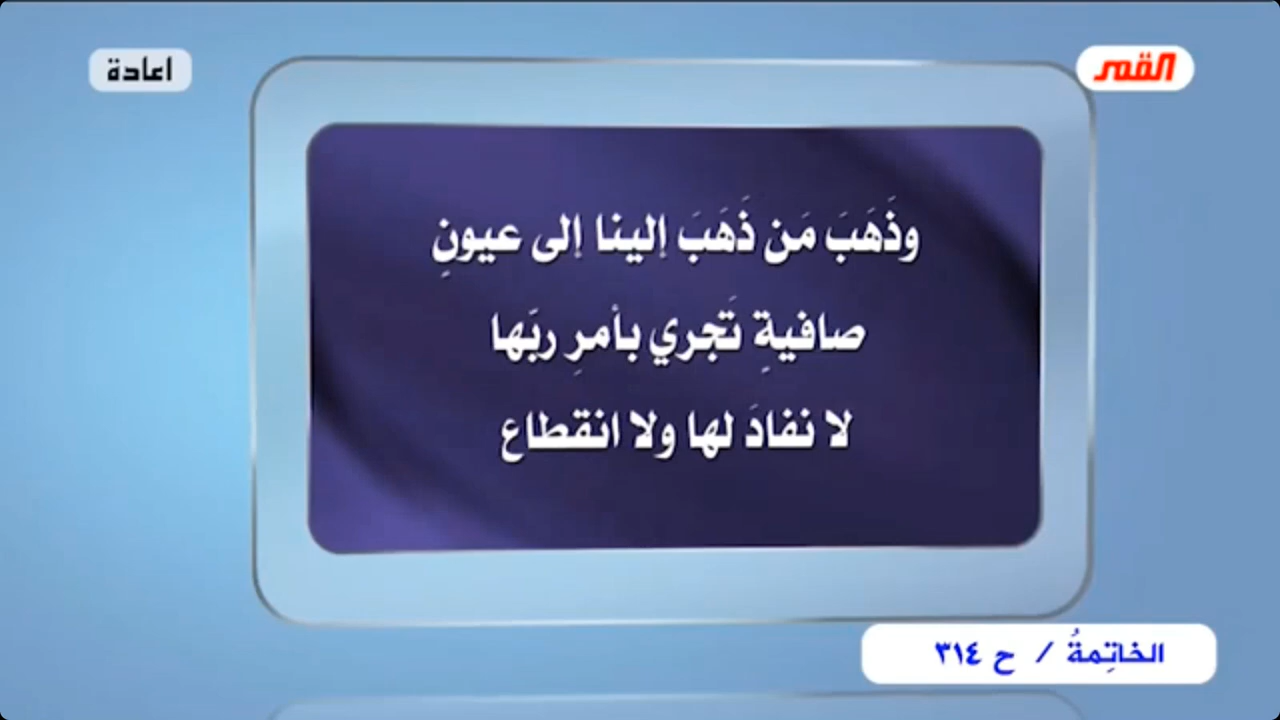 اعادة
القمر
وذَهَبَ مَن ذَهَبَ إلينا إلى عيونٍ
صافيةٍ تَجري بأمرِ ربَها
لا نفادَ لها ولا انقطاع
الخاتِمةُ / ح ٣١٤